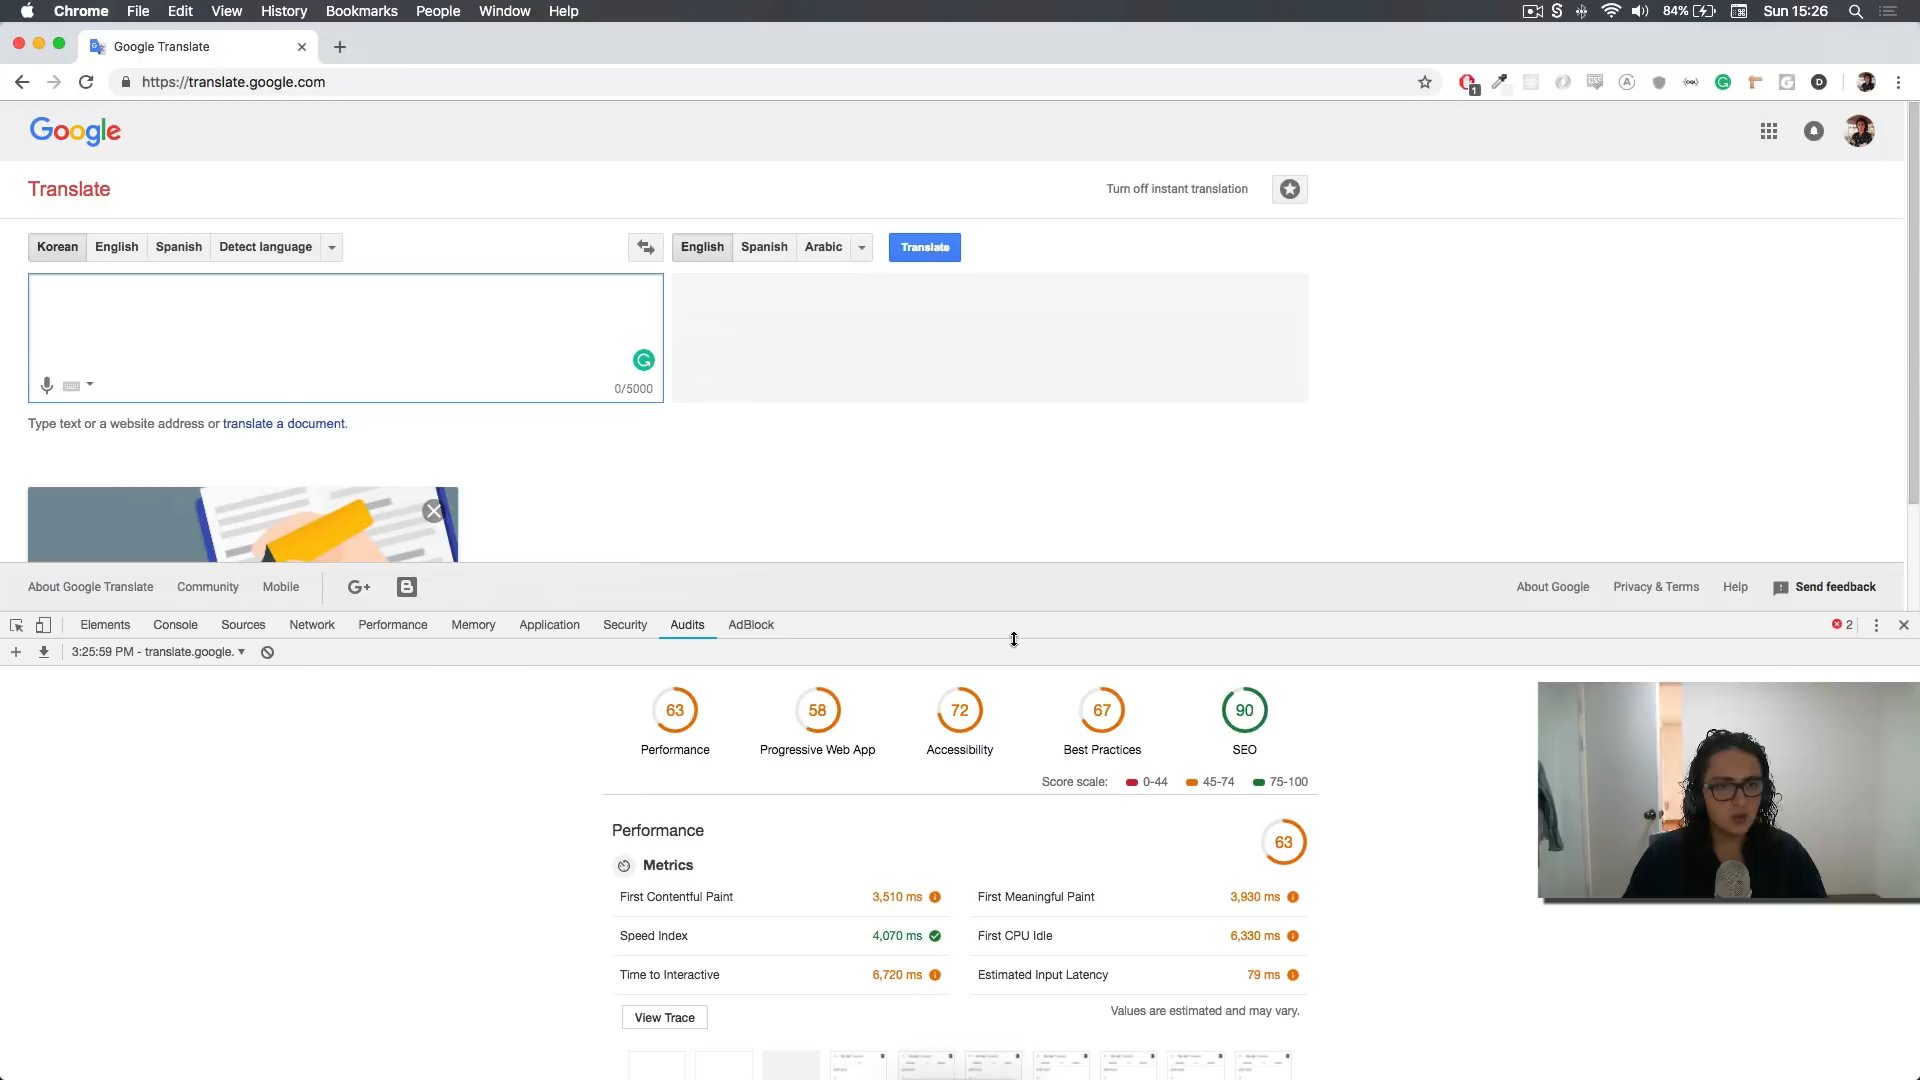 Chrome File Edit View History Bookmarks People Window Help 84% Sun 15:26
Google Translate
https://translate.google.com 1
Google
Translate Turn off instant translation
Korean English Spanish Detect language English Spanish Arabic Translate
0/5000
Type text or a website address or translate a document.
About Google Translate Community Mobile G+ About Google Privacy & Terms Help Send feedback
Elements Console Sources Network Performance Memory Application Security Audits AdBlock 2
3:25:59 PM - translate.google.
63 58 72 67 90
Performance Progressive Web App Accessibility Best Practices SEO
Score scale: 0-44 45-74 75-100
Performance 63
Metrics
First Contentful Paint 3,510 ms First Meaningful Paint 3,930 ms
Speed Index 4,070 ms First CPU Idle 6,330 ms
Time to Interactive 6,720 ms Estimated Input Latency 79 ms
View Trace Values are estimated and may vary.